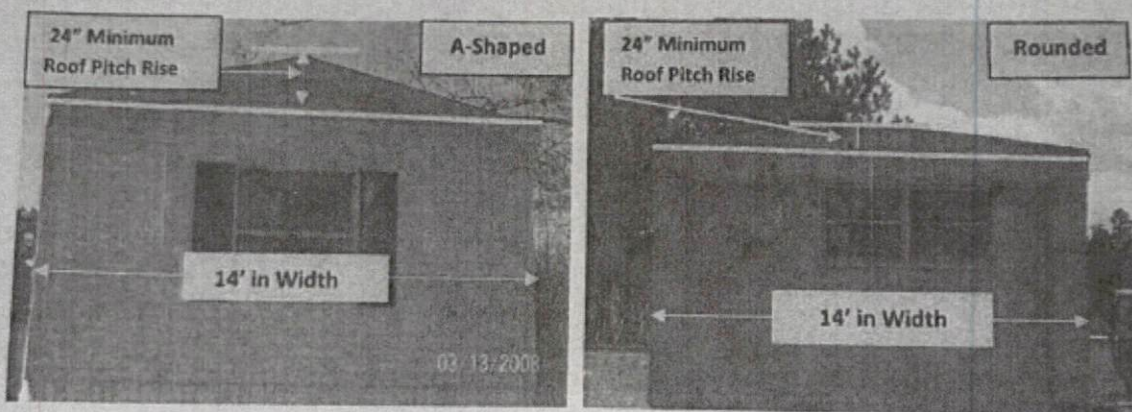 24" Minimum
Roof Pitch Rise
A-Shaped
14' in Width
03/13/2008
24" Minimum
Roof Pitch Rise
Rounded
14' in Width